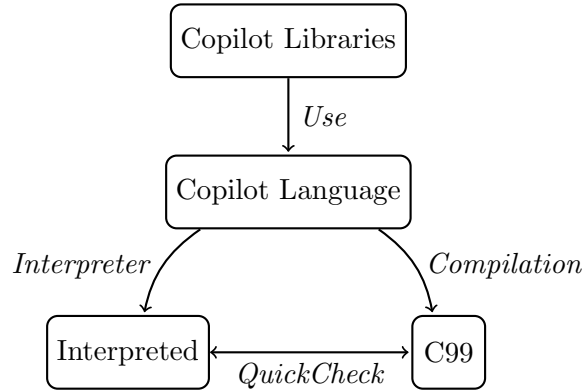 Copilot Libraries
Use
Copilot Language
Interpreter
Compilation
Interpreted
QuickCheck
C99